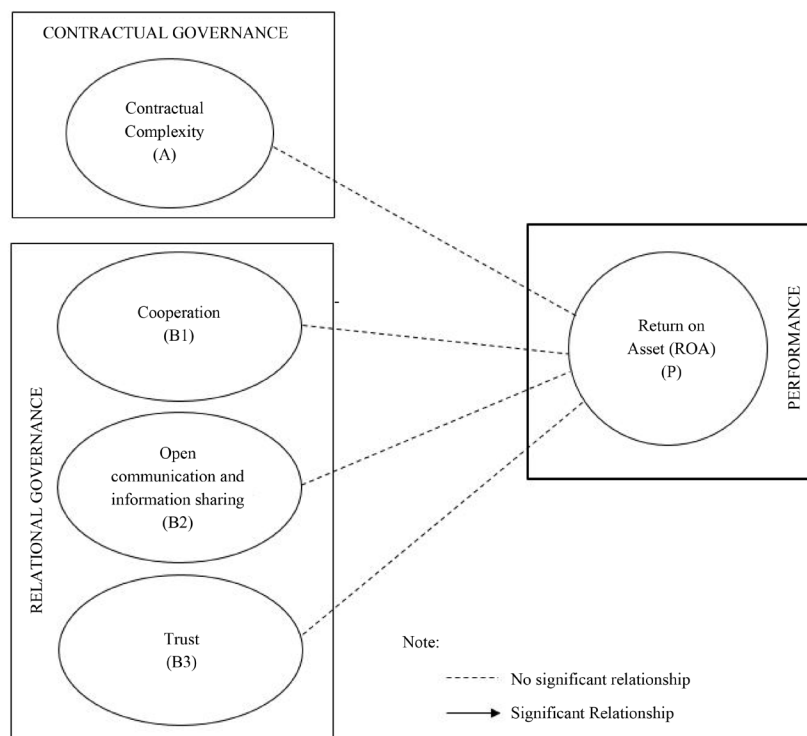 CONTRACTUAL GOVERNANCE
Contractual
Complexity
(A)
RELATIONAL GOVERNANCE
Cooperation
(B1)
Open
communication and
information sharing
(B2)
Trust
(B3)
Return on
Asset (ROA)
(P)
PERFORMANCE
Note:
No significant relationship
Significant Relationship